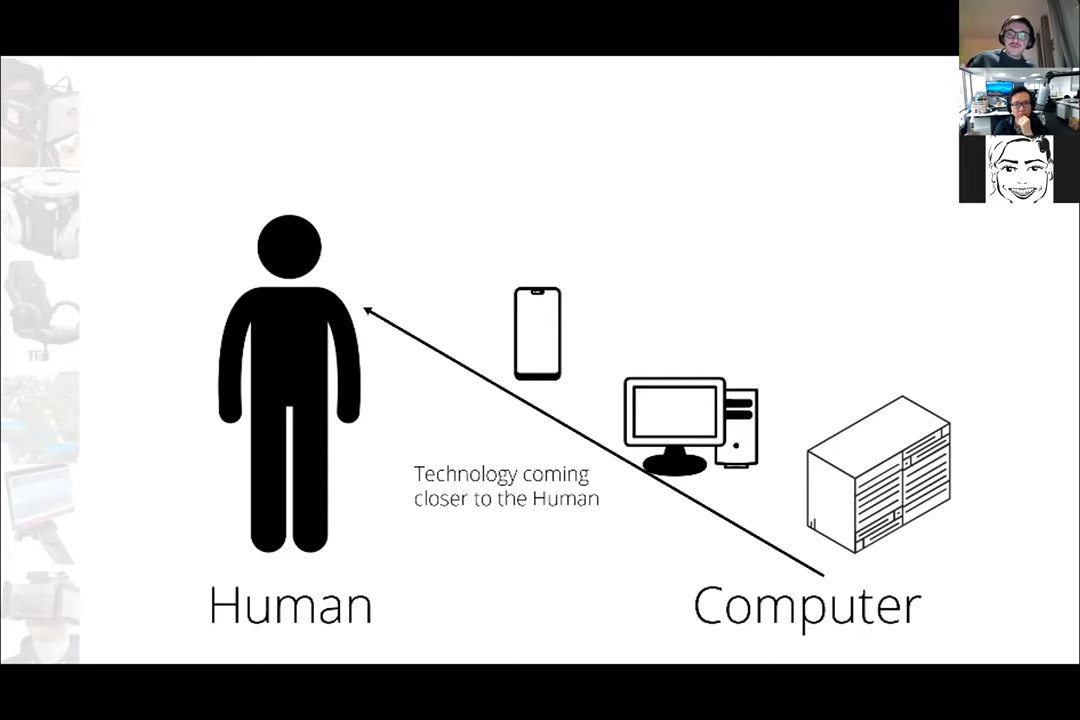 Technology coming
closer to the Human
Human
Computer